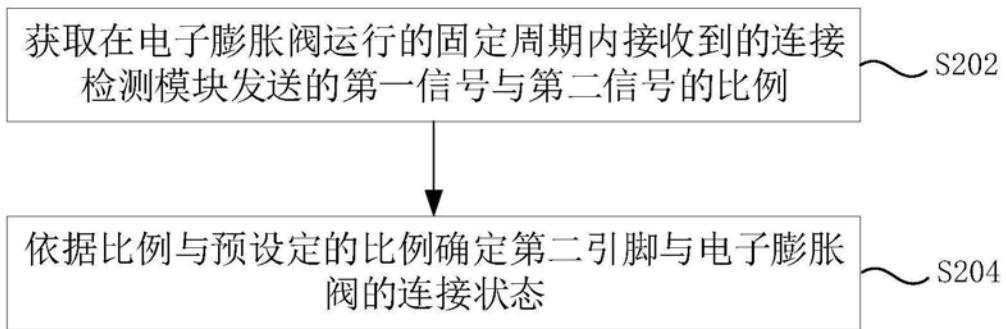 获取在电子膨胀阀运行的固定周期内接收到的连接
检测模块发送的第一信号与第二信号的比例
S202
依据比例与预设定的比例确定第二引脚与电子膨胀
阀的连接状态
S204